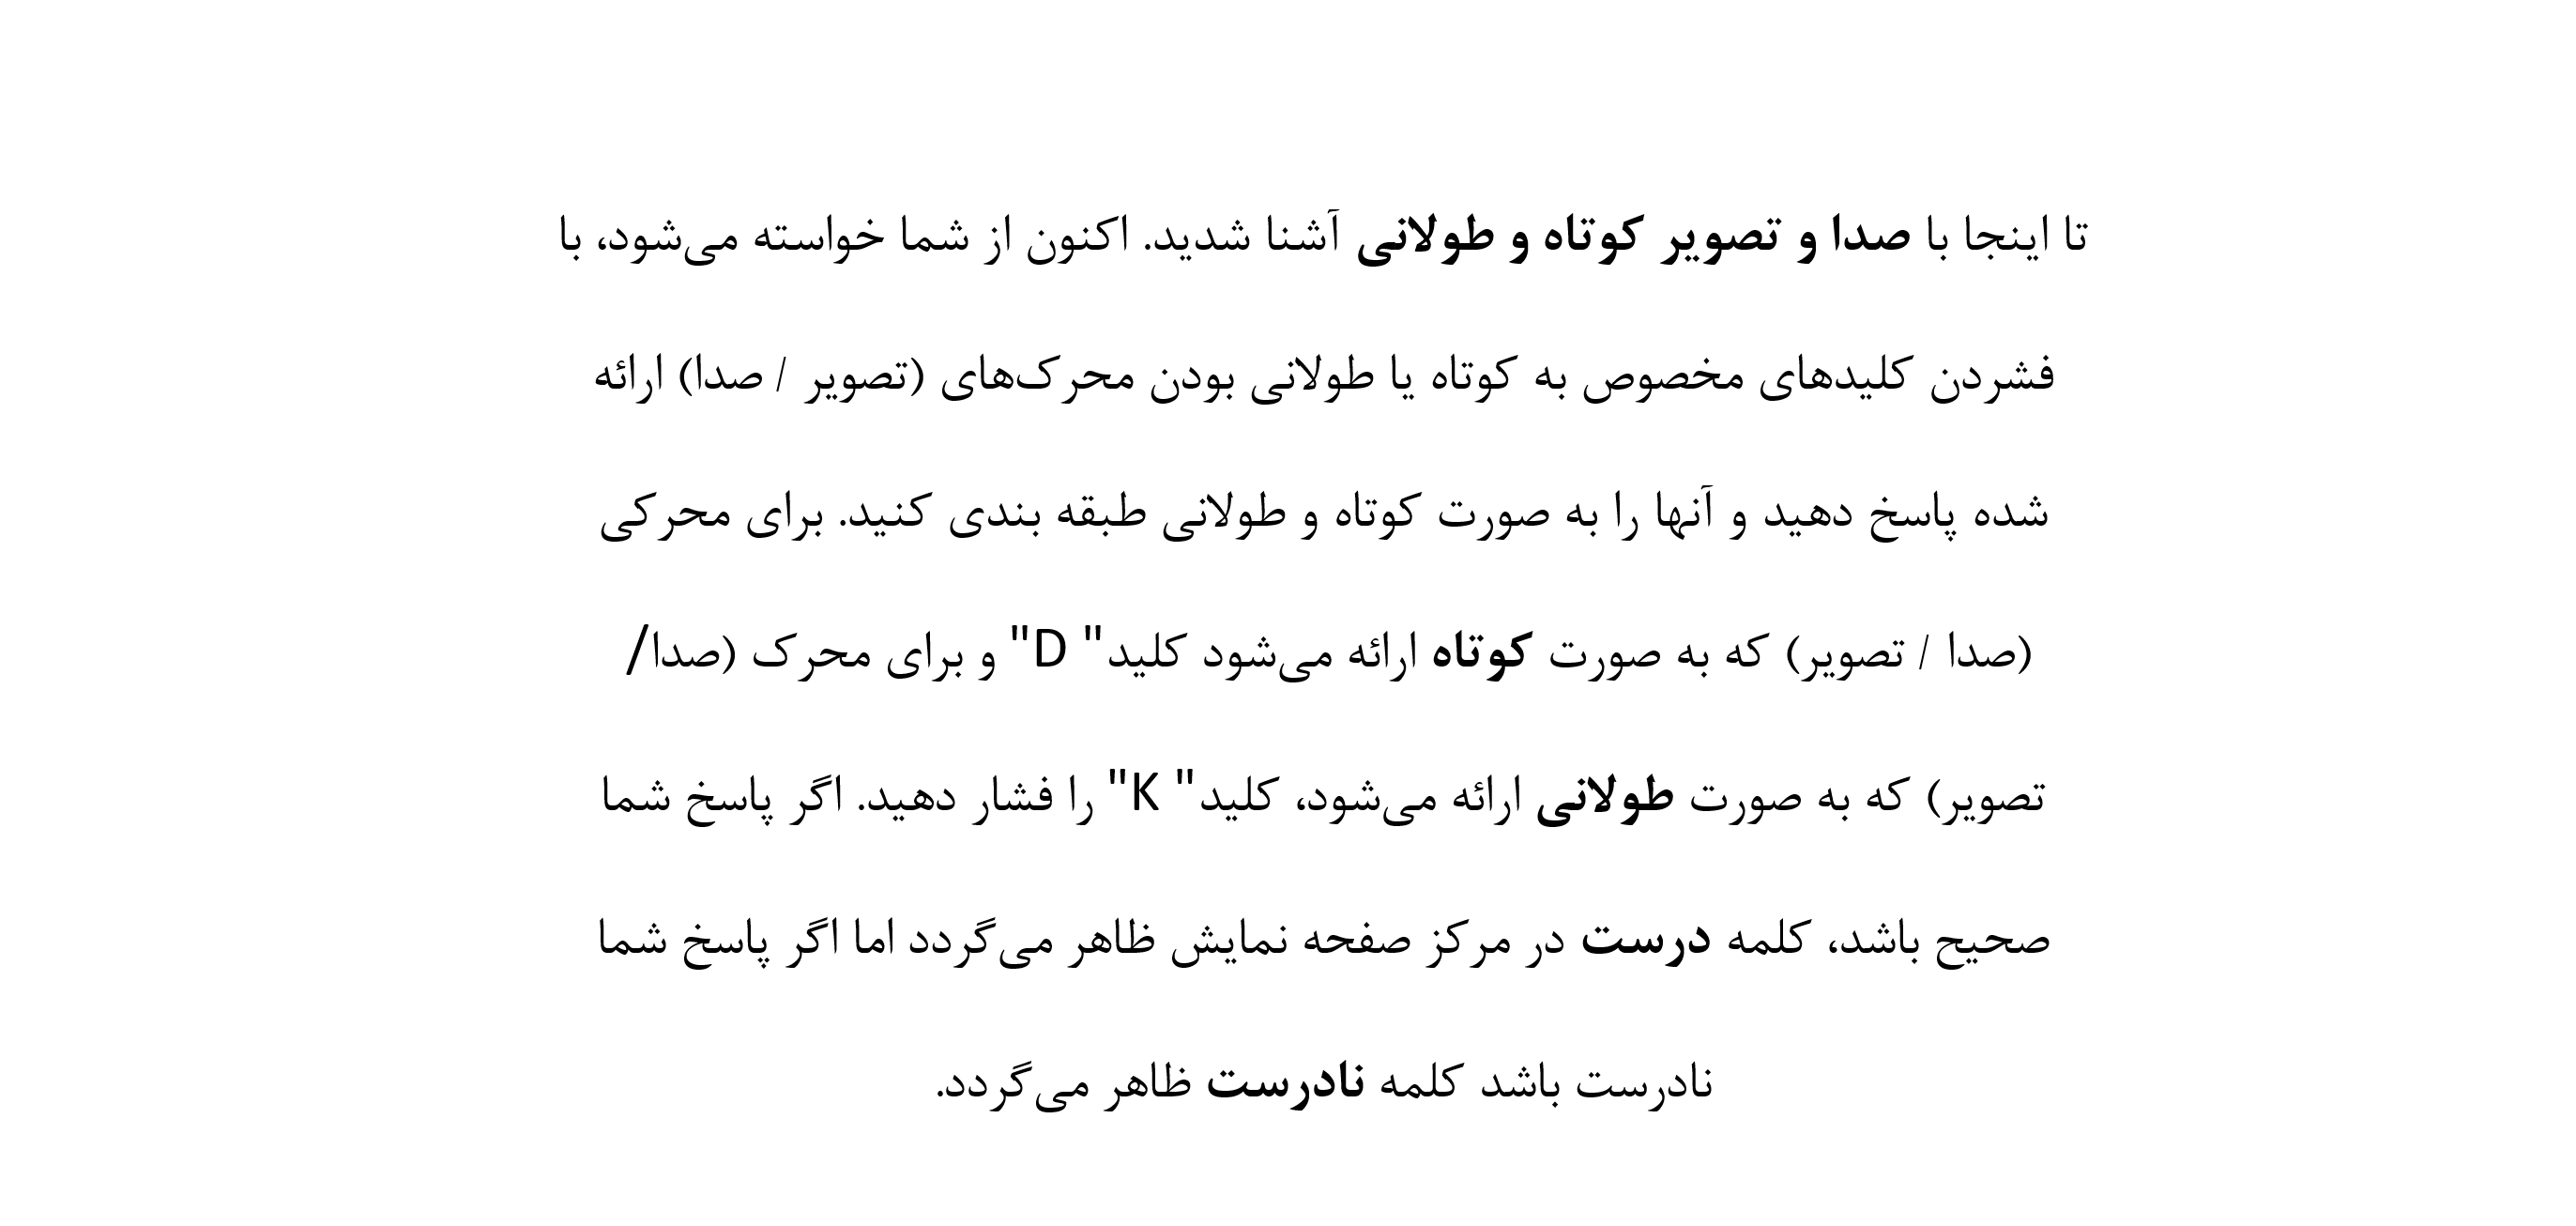 تا اینجا با صدا و تصویر کوتاه و طولانی آشنا شدید. اکنون از شما خواسته می‌شود، با
فشردن کلیدهای مخصوص به کوتاه یا طولانی بودن محرک‌های (تصویر / صدا) ارائه
شده پاسخ دهید و آنها را به صورت کوتاه و طولانی طبقه بندی کنید. برای محرکی
(صدا / تصویر) که به صورت کوتاه ارائه می‌شود کلید" D" و برای محرک (صدا/
تصویر) که به صورت طولانی ارائه می‌شود، کلید" K" را فشار دهید. اگر پاسخ شما
صحیح باشد، کلمه درست در مرکز صفحه نمایش ظاهر می‌گردد اما اگر پاسخ شما
نادرست باشد کلمه نادرست ظاهر می‌گردد.